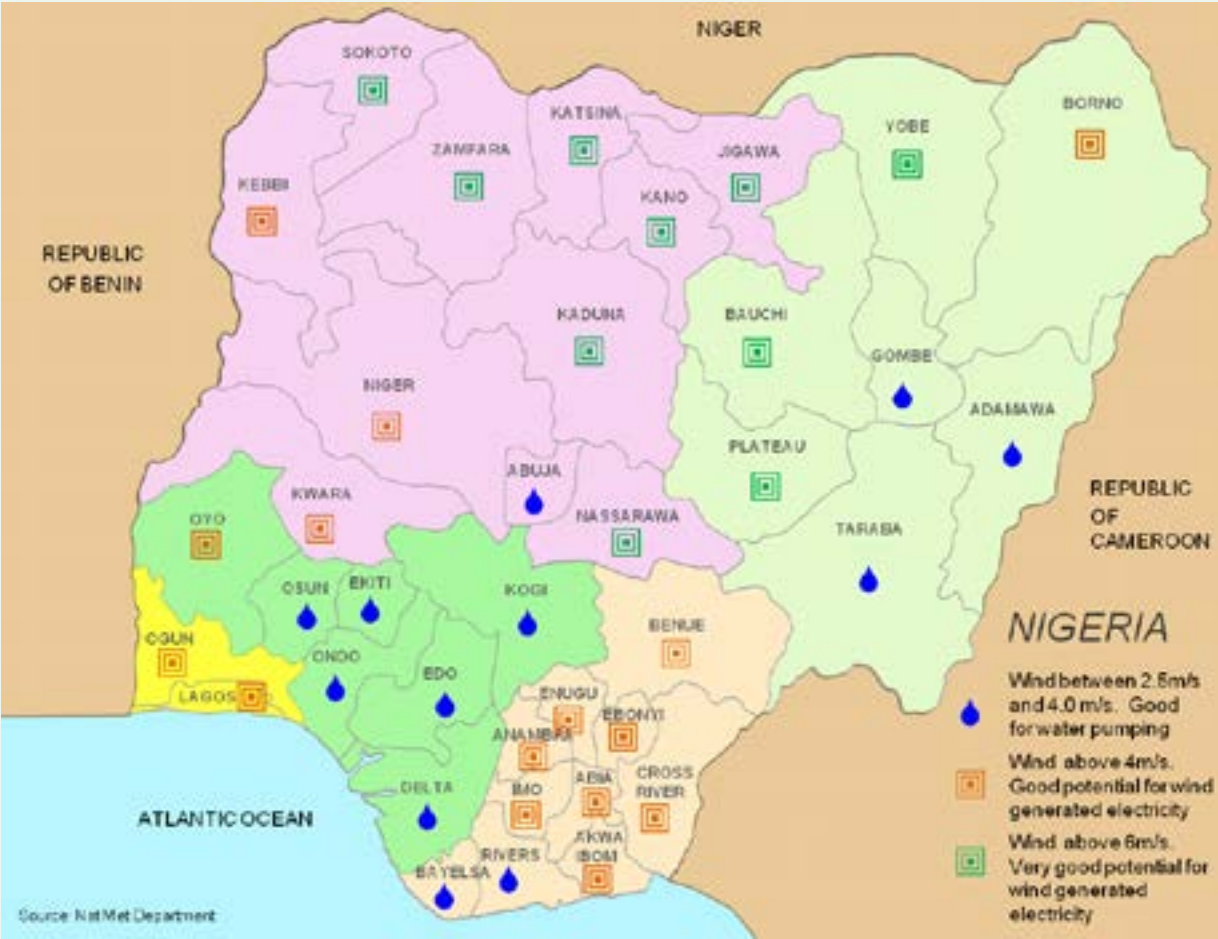 NIGER
SOKOTO
KATSINA
BORNO
YOBE
ZAMFARA
JIGAWA
KEBBI
KANO
REPUBLIC
OF BENIN
KADUNA
BAUCHI
GOMBE
NIGER
ADAMAWA
PLATEAU
ABUJA
KWARA
NASSARAWA
REPUBLIC
OF
CAMEROON
OYO
TARABA
OSUN
EKITI
KOGI
OGUN
ONDO
BENUE
EDO
LAGOS
ENUGU
EBONYI
ANAMBRA
DELTA
IMO
ABIA
CROSS
RIVER
ATLANTIC OCEAN
AKWA
IBOM
RIVERS
BAYELSA
NIGERIA
Wind between 2.5m/s
and 4.0 m/s. Good
for water pumping
Wind above 4m/s.
Good potential for wind
generated electricity
Wind above 6m/s.
Very good potential for
wind generated
electricity
Source: NatMet Department